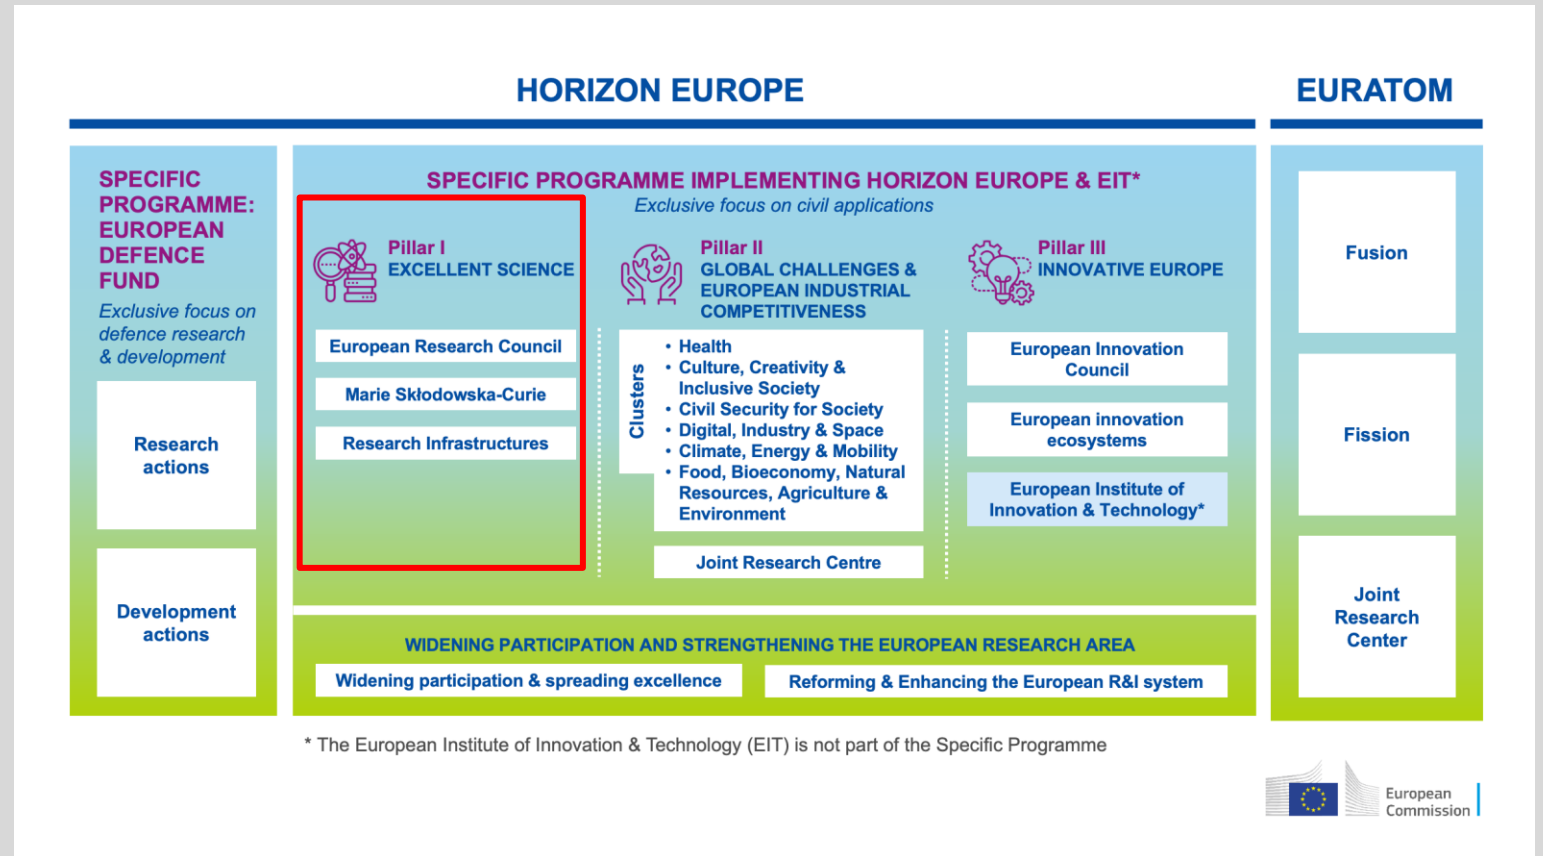 HORIZON EUROPE
EURATOM
SPECIFIC
PROGRAMME:
EUROPEAN
DEFENCE
FUND
Exclusive focus on
defence research
& development
Research
actions
Development
actions
SPECIFIC PROGRAMME IMPLEMENTING HORIZON EUROPE & EIT*
Exclusive focus on civil applications
Pillar I
EXCELLENT SCIENCE
European Research Council
Marie Skłodowska-Curie
Research Infrastructures
Pillar II
GLOBAL CHALLENGES &
EUROPEAN INDUSTRIAL
COMPETITIVENESS
Clusters
• Health
• Culture, Creativity &
Inclusive Society
• Civil Security for Society
• Digital, Industry & Space
• Climate, Energy & Mobility
• Food, Bioeconomy, Natural
Resources, Agriculture &
Environment
Joint Research Centre
Pillar III
INNOVATIVE EUROPE
European Innovation
Council
European innovation
ecosystems
European Institute of
Innovation & Technology*
WIDENING PARTICIPATION AND STRENGTHENING THE EUROPEAN RESEARCH AREA
Widening participation & spreading excellence
Reforming & Enhancing the European R&I system
Fusion
Fission
Joint
Research
Center
* The European Institute of Innovation & Technology (EIT) is not part of the Specific Programme
European
Commission